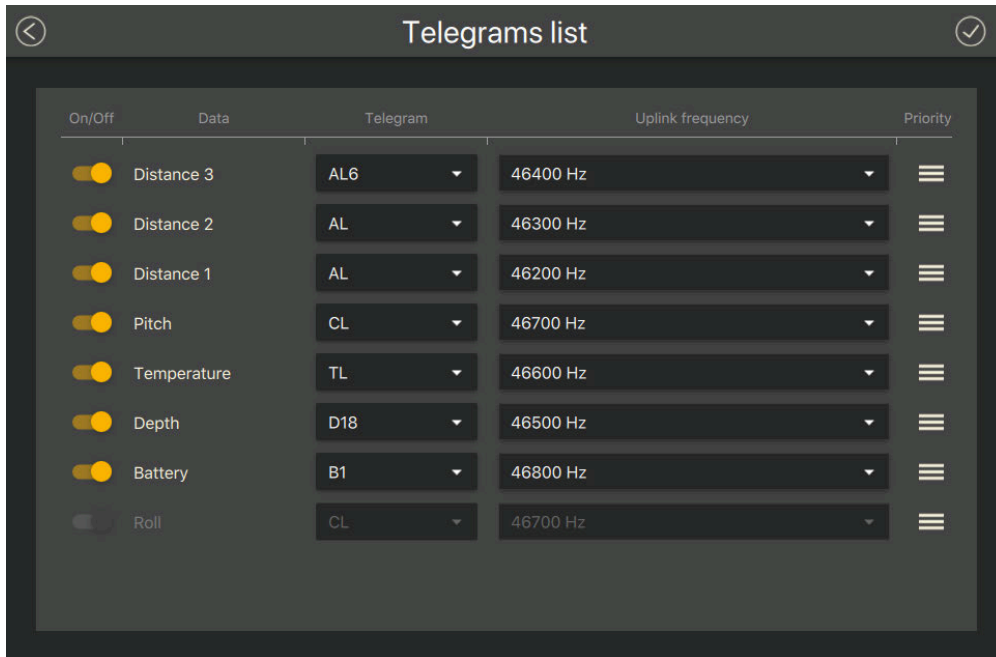 Telegrams list
On/Off Data Telegram Uplink frequency Priority
Distance 3 AL6 46400 Hz
Distance 2 AL 46300 Hz
Distance 1 AL 46200 Hz
Pitch CL 46700 Hz
Temperature TL 46600 Hz
Depth D18 46500 Hz
Battery B1 46800 Hz
Roll CL 46700 Hz